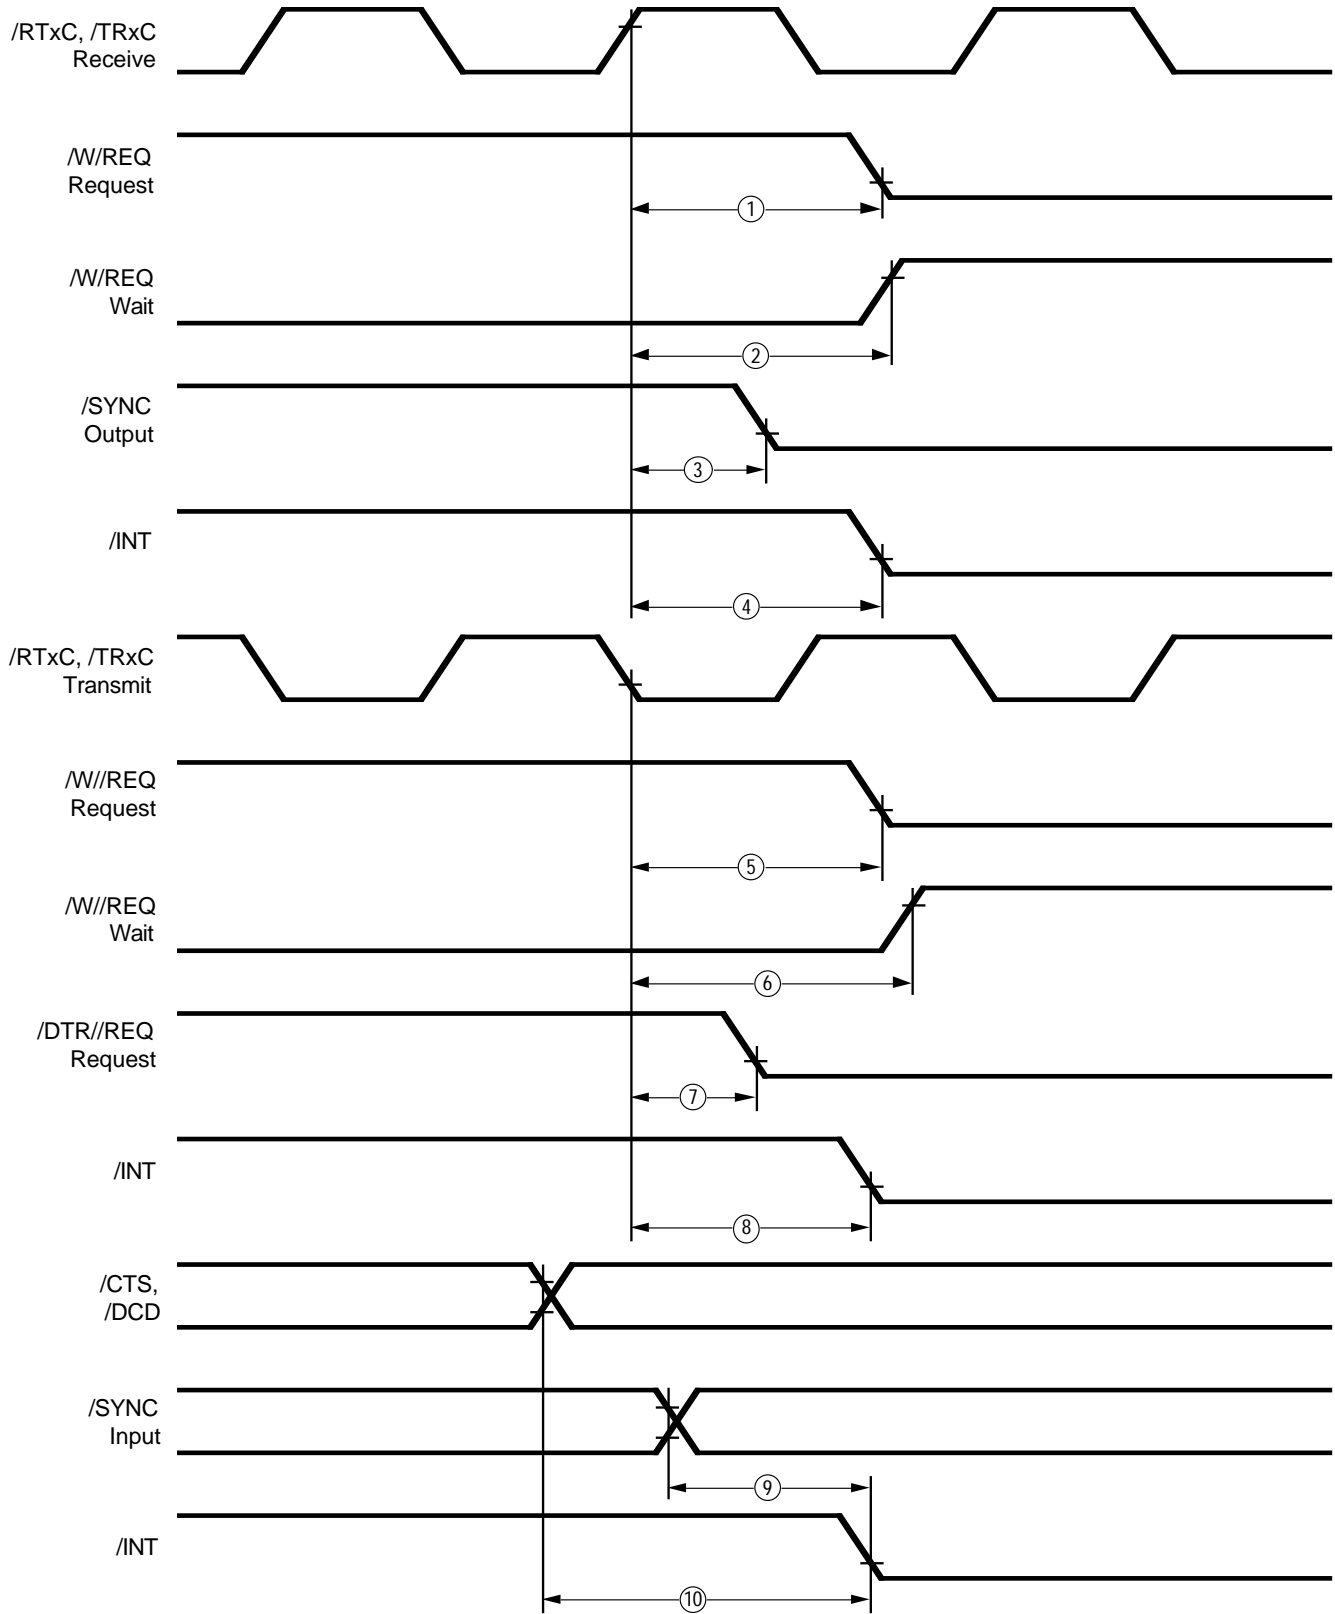 /RTxC, /TRxC
Receive
/W/REQ
Request
1
/W/REQ
Wait
2
/SYNC
Output
3
/INT
4
/RTxC, /TRxC
Transmit
/W//REQ
Request
5
/W//REQ
Wait
6
/DTR//REQ
Request
7
/INT
8
/CTS,
/DCD
/SYNC
Input
9
/INT
10